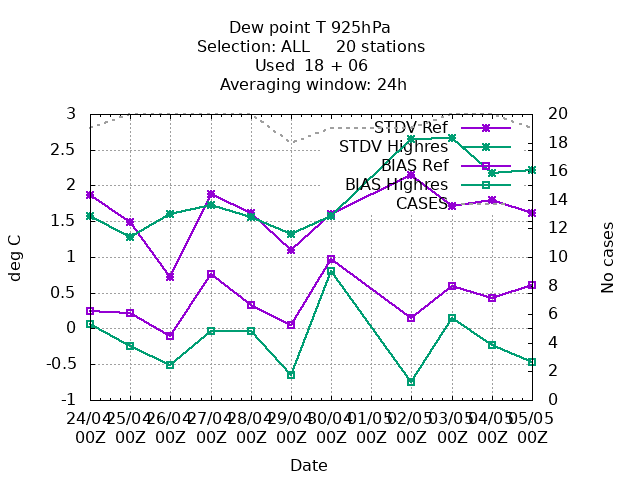 Dew point T 925hPa
Selection: ALL 20 stations
Used 18 + 06
Averaging window: 24h
3 20
STDV Ref
18
STDV Highres
2.5
16
BIAS Ref
2
BIAS Highres
14
CASES
1.5
12
1 10
deg C
No cases
8
0.5
6
0
4
-0.5
2
-1 0
24/04 25/04 26/04 27/04 28/04 29/04 30/04 01/05 02/05 03/05 04/05 05/05
00Z 00Z 00Z 00Z 00Z 00Z 00Z 00Z 00Z 00Z 00Z 00Z
Date